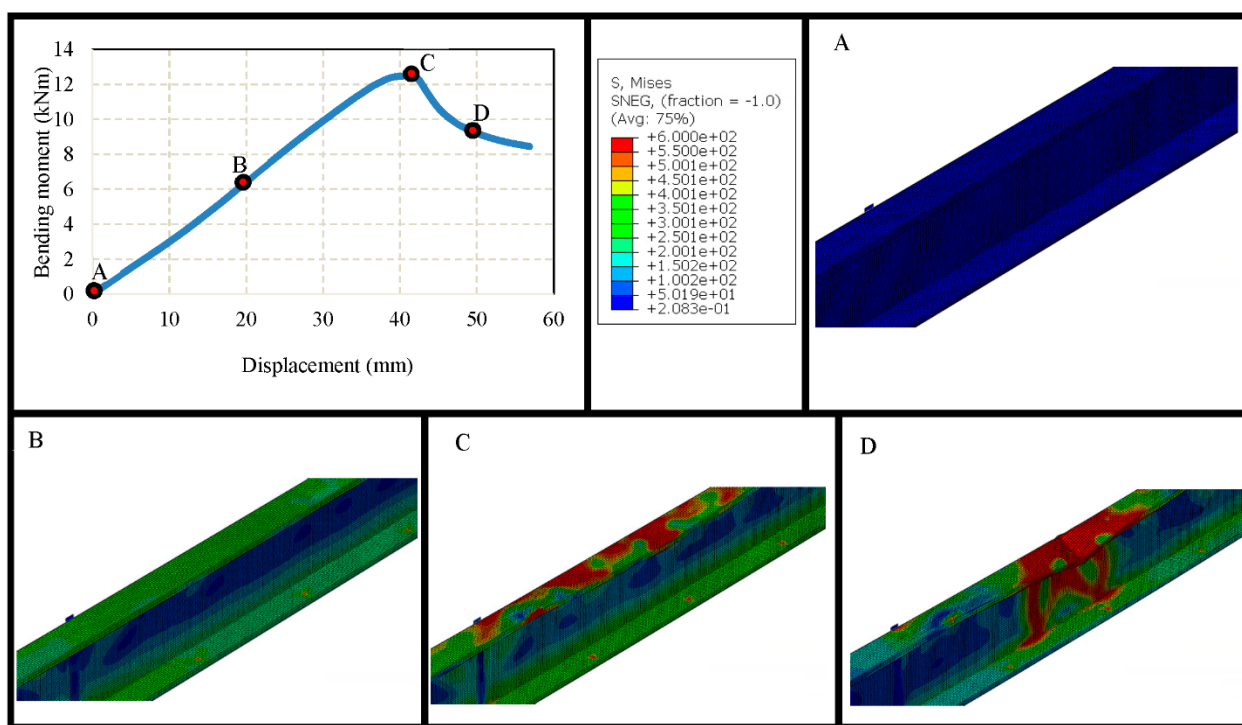 14
12
10
8
6
4
2
0
Bending moment (kNm)
A
B
C
D
0 10 20 30 40 50 60
Displacement (mm)
S, Mises
SNEG, (fraction = -1.0)
(Avg: 75%)
+6.000e+02
+5.500e+02
+5.001e+02
+4.501e+02
+4.001e+02
+3.501e+02
+3.001e+02
+2.501e+02
+2.001e+02
+1.502e+02
+1.002e+02
+5.019e+01
+2.083e-01
A
B
C
D